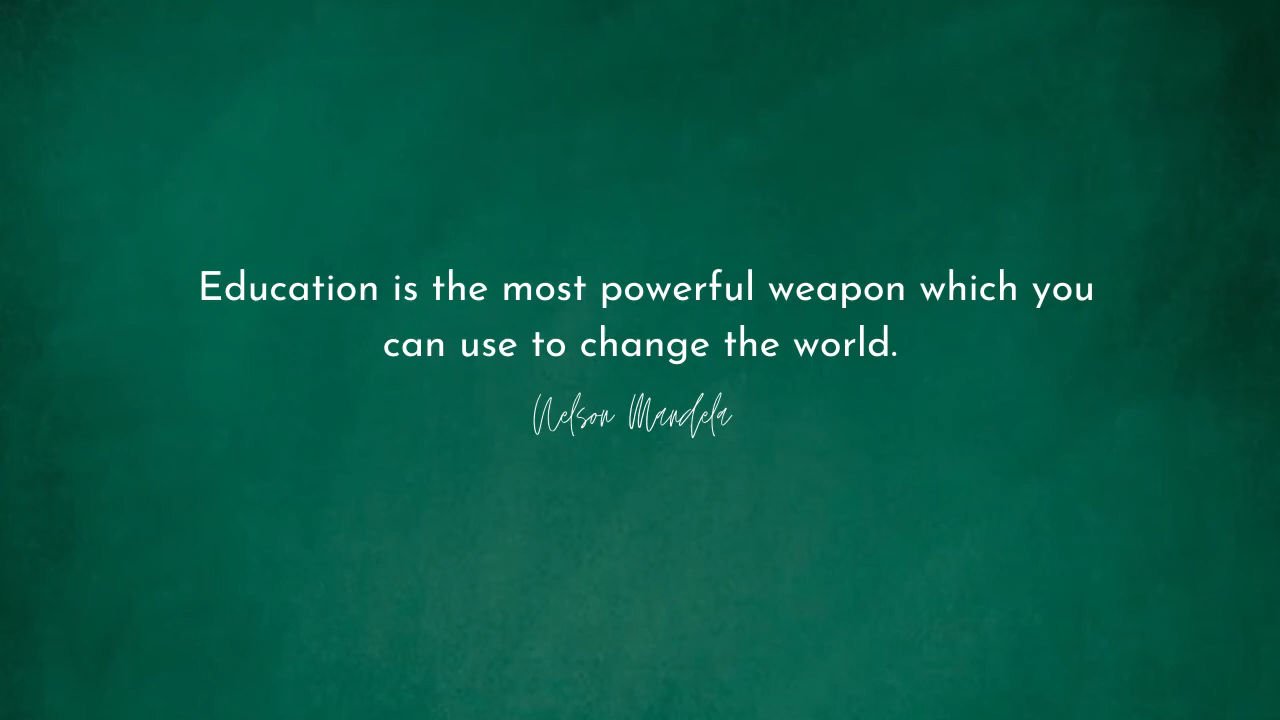 Education is the most powerful weapon which you
can use to change the world.
Nelson Mandela